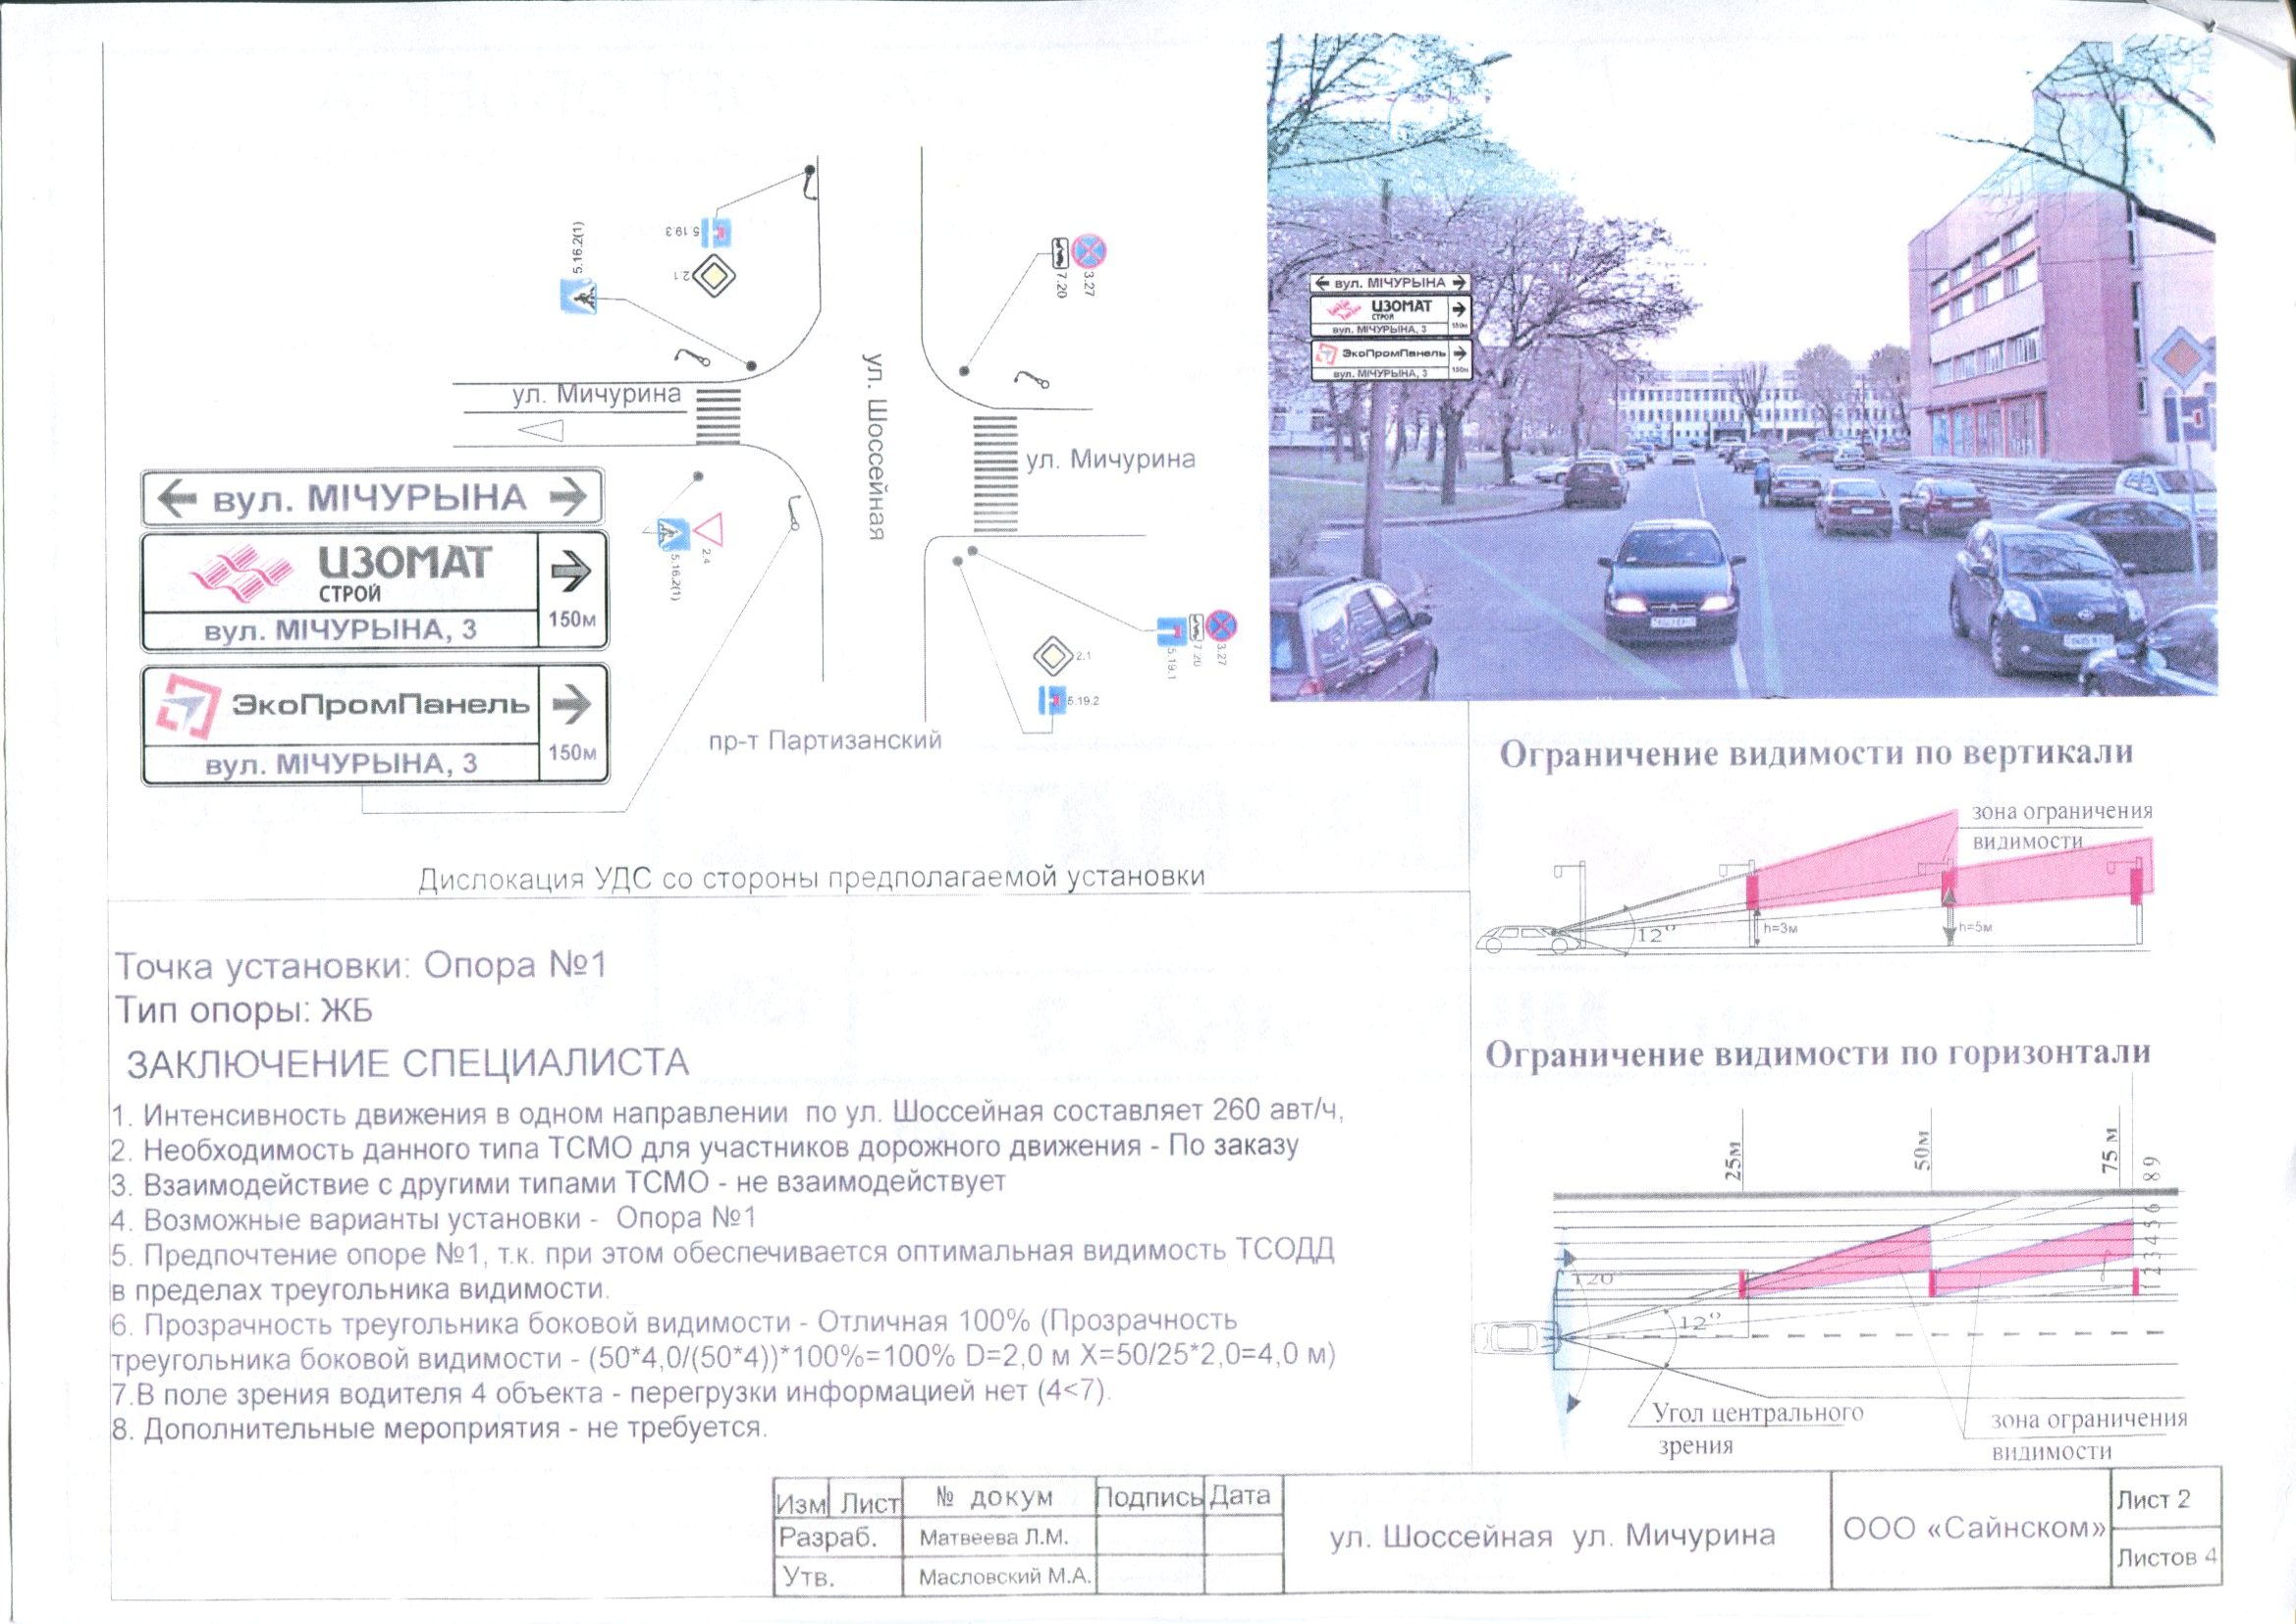 5.16.2(1)
5.19.3
2.1
7.20
3.27
ул. Мичурина
ул. Шоссейная
ул. Мичурина
2.4
5.16.2(1)
5.19.1
7.20
3.27
2.1
5.19.2
пр-т Партизанский
← вул. МІЧУРЫНА →
ИЗОМАТ
СТРОЙ
вул. МІЧУРЫНА, 3
150м
ЭкоПромПанель
вул. МІЧУРЫНА, 3
150м
Дислокация УДС со стороны предполагаемой установки
← вул. МІЧУРЫНА →
ИЗОМАТ
СТРОЙ
вул. МІЧУРЫНА, 3
150м
ЭкоПромПанель
вул. МІЧУРЫНА, 3
150м
Ограничение видимости по вертикали
зона ограничения
видимости
12°
h=3м
h=5м
Ограничение видимости по горизонтали
25м
50м
75 м
1 2 3 4 5 6
8 9
120°
12°
Угол центрального
зрения
зона ограничения
видимости
Точка установки: Опора №1
Тип опоры: ЖБ
ЗАКЛЮЧЕНИЕ СПЕЦИАЛИСТА
1. Интенсивность движения в одном направлении по ул. Шоссейная составляет 260 авт/ч,
2. Необходимость данного типа ТСМО для участников дорожного движения - По заказу
3. Взаимодействие с другими типами ТСМО - не взаимодействует
4. Возможные варианты установки - Опора №1
5. Предпочтение опоре №1, т.к. при этом обеспечивается оптимальная видимость ТСОДД
в пределах треугольника видимости.
6. Прозрачность треугольника боковой видимости - Отличная 100% (Прозрачность
треугольника боковой видимости - (50*4,0/(50*4))*100%=100% D=2,0 м X=50/25*2,0=4,0 м)
7.В поле зрения водителя 4 объекта - перегрузки информацией нет (4<7).
8. Дополнительные мероприятия - не требуется.
Изм Лист № докум Подпись Дата
Разраб. Матвеева Л.М.
Утв. Масловский М.А.
ул. Шоссейная ул. Мичурина
ООО «Сайнском»
Лист 2
Листов 4